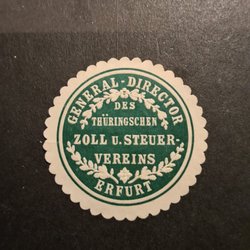 GENERAL-DIRECTOR
DES
THÜRINGSCHEN
ZOLL U. STEUER-
VEREINS
ERFURT